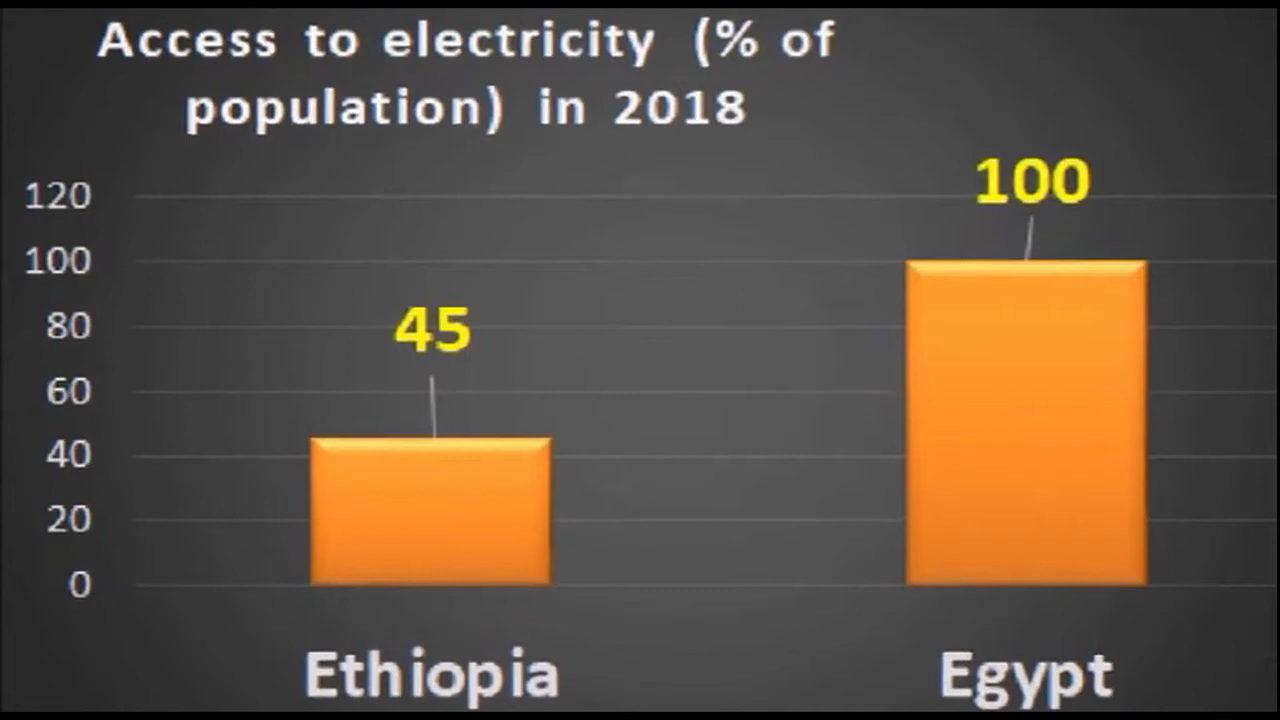 Access to electricity (% of
population) in 2018
120
100
80
60
40
20
0
45
100
Ethiopia
Egypt